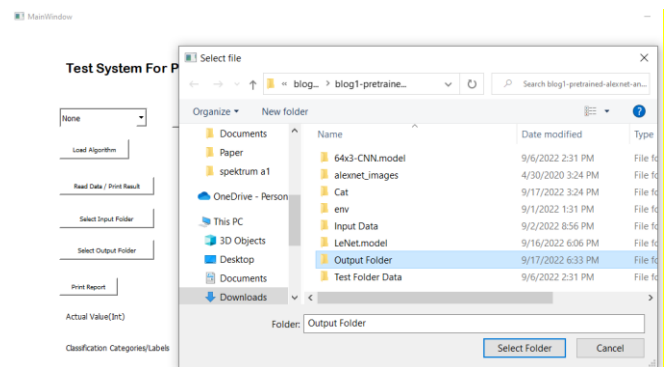 MainWindow
Test System For P
None
Load Algorithm
Read Data / Print Result
Select Input Folder
Select Output Folder
Print Report
Actual Value(Int)
Classification Categories/Labels
Select file
« blog... > blog1-pretraine...
Search blog1-pretrained-alexnet-an...
Organize New folder
Documents
Paper
spektrum a1
OneDrive - Person
This PC
3D Objects
Desktop
Documents
Downloads
Name Date modified Type
64x3-CNN.model 9/6/2022 2:31 PM File fo
alexnet_images 4/30/2020 3:24 PM File fo
Cat 9/17/2022 3:24 PM File fo
env 9/1/2022 1:31 PM File fo
Input Data 9/2/2022 8:56 PM File fo
LeNet.model 9/16/2022 6:06 PM File fo
Output Folder 9/17/2022 6:33 PM File fo
Test Folder Data 9/6/2022 2:31 PM File fo
Folder: Output Folder
Select Folder Cancel